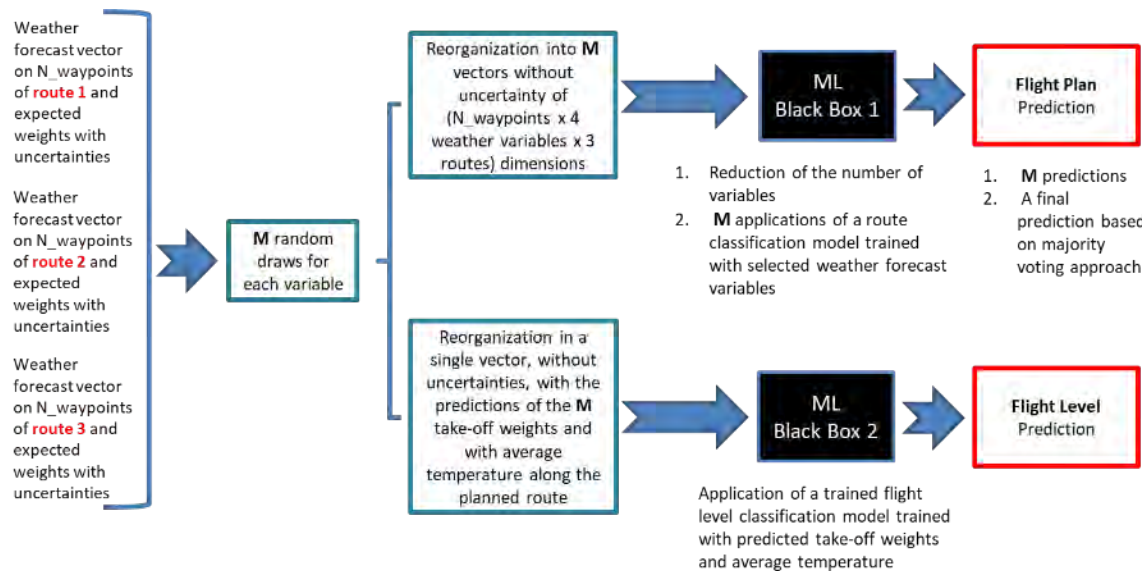 Weather
forecast vector
on N_waypoints
of route 1 and
expected
weights with
uncertainties
Weather
forecast vector
on N_waypoints
of route 2 and
expected
weights with
uncertainties
Weather
forecast vector
on N_waypoints
of route 3 and
expected
weights with
uncertainties
M random
draws for
each variable
Reorganization into M
vectors without
uncertainty of
(N_waypoints x 4
weather variables x 3
routes) dimensions
ML
Black Box 1
Flight Plan
Prediction
1. Reduction of the number of
variables
2. M applications of a route
classification model trained
with selected weather forecast
variables
1. M predictions
2. A final
prediction based
on majority
voting approach
Reorganization in a
single vector, without
uncertainties, with the
predictions of the M
take-off weights and
with average
temperature along the
planned route
ML
Black Box 2
Flight Level
Prediction
Application of a trained flight
level classification model trained
with predicted take-off weights
and average temperature